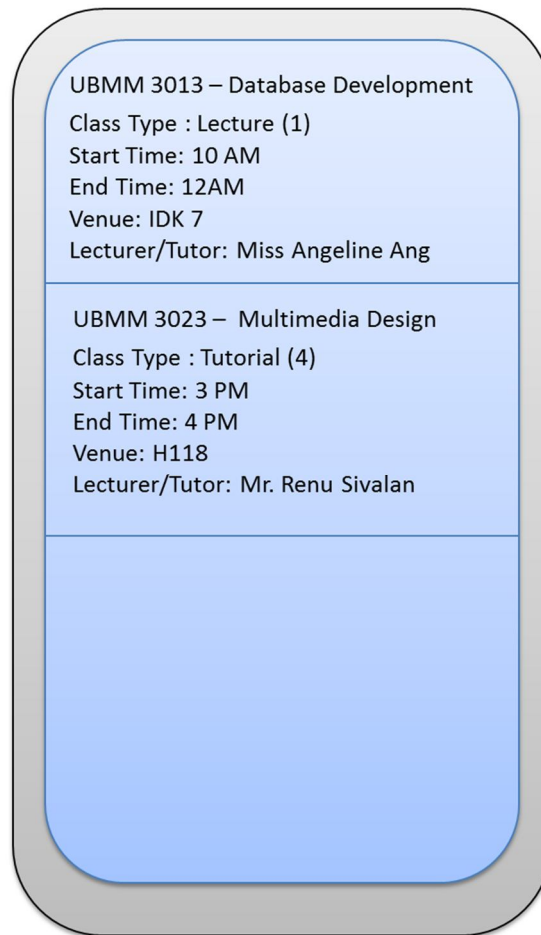 UBMM 3013 – Database Development
Class Type : Lecture (1)
Start Time: 10 AM
End Time: 12AM
Venue: IDK 7
Lecturer/Tutor: Miss Angeline Ang
UBMM 3023 – Multimedia Design
Class Type : Tutorial (4)
Start Time: 3 PM
End Time: 4 PM
Venue: H118
Lecturer/Tutor: Mr. Renu Sivalan